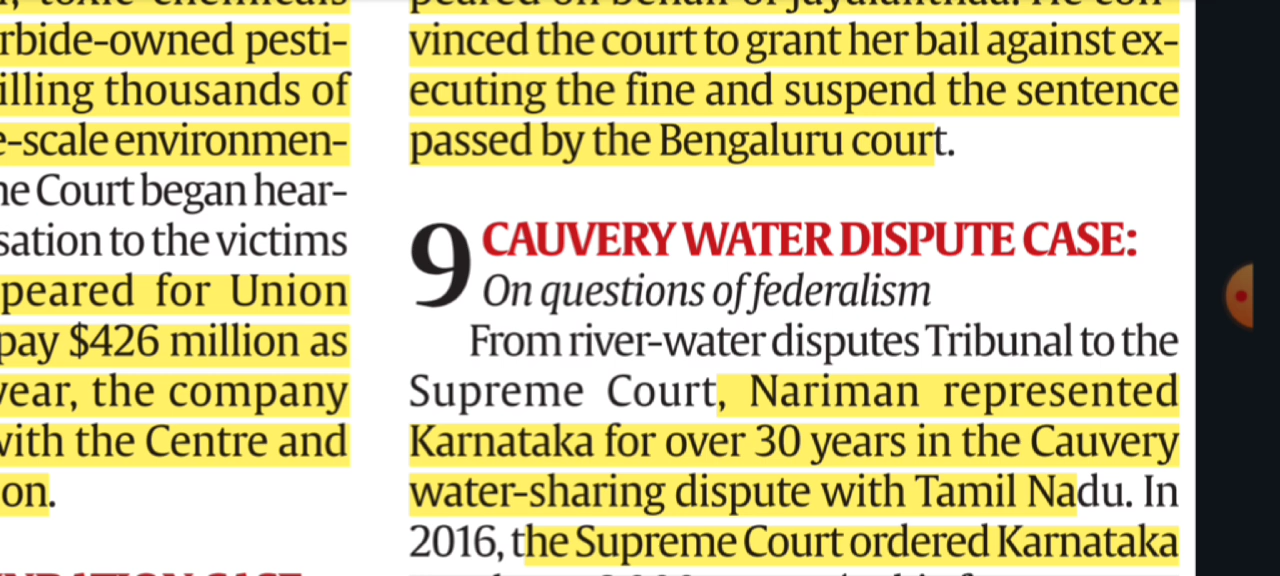 rbide-owned pesti-
illing thousands of
e-scale environmen-
he Court began hear-
sation to the victims
peared for Union
pay $426 million as
year, the company
with the Centre and
on.
vinced the court to grant her bail against ex-
ecuting the fine and suspend the sentence
passed by the Bengaluru court.
9 CAUVERY WATER DISPUTE CASE:
On questions of federalism
From river-water disputes Tribunal to the
Supreme Court, Nariman represented
Karnataka for over 30 years in the Cauvery
water-sharing dispute with Tamil Nadu. In
2016, the Supreme Court ordered Karnataka